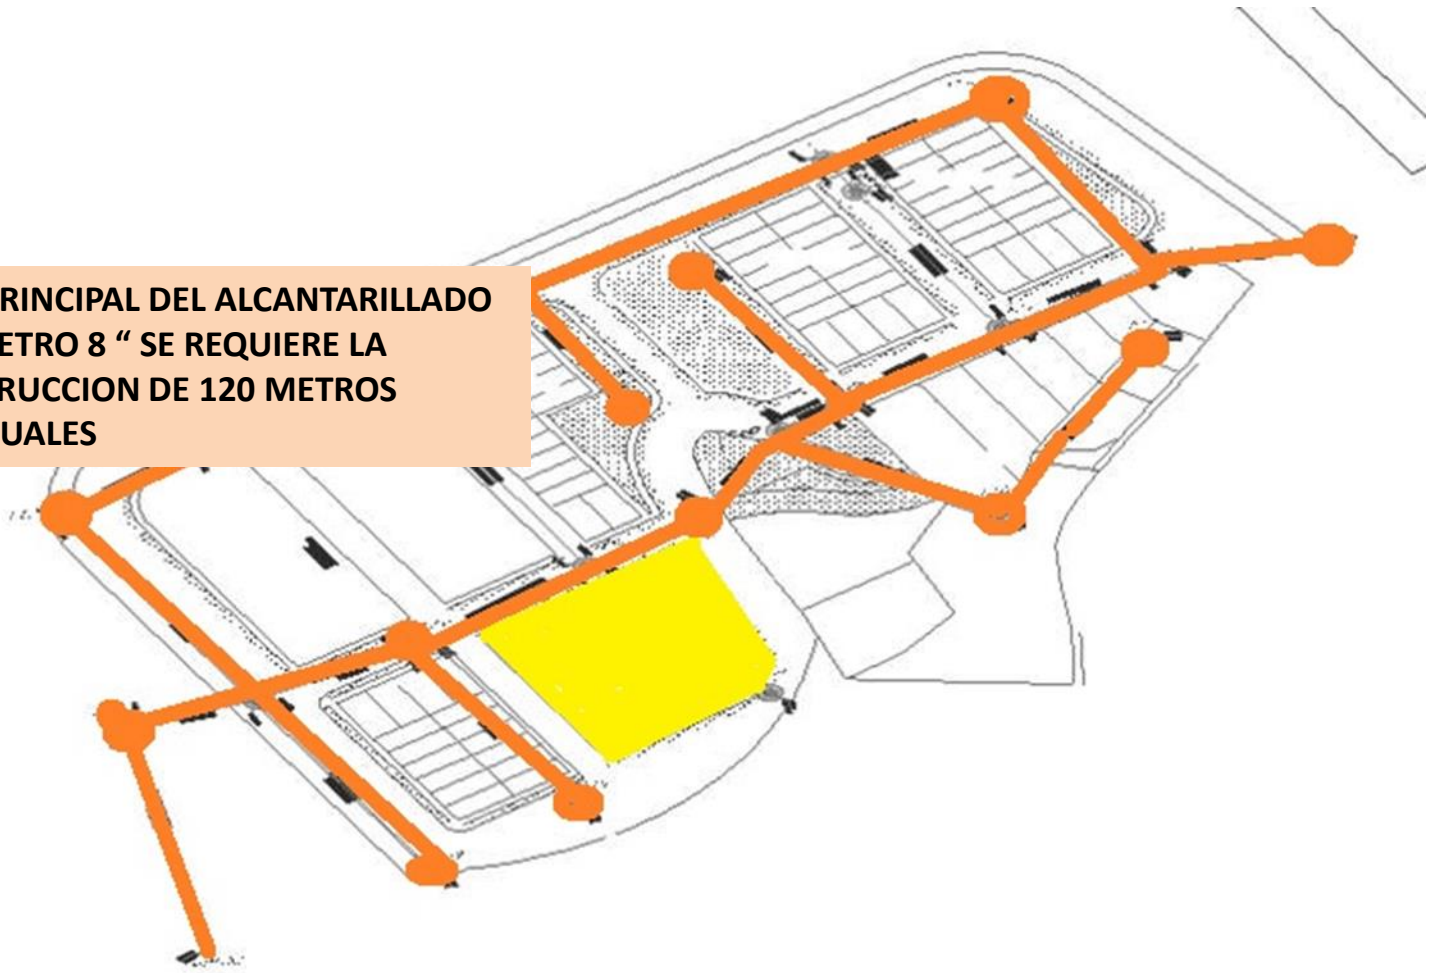 RINCIPAL DEL ALCANTARILLADO
ETRO 8 “ SE REQUIERE LA
RUCCION DE 120 METROS
UALES